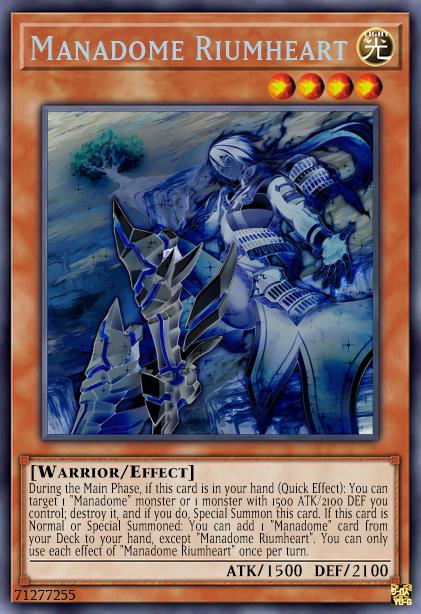 MANADOME RIUMHEART
LIGHT
光
[WARRIOR/EFFECT]
During the Main Phase, if this card is in your hand (Quick Effect): You can
target 1 "Manadome" monster or 1 monster with 1500 ATK/2100 DEF you
control; destroy it, and if you do, Special Summon this card. If this card is
Normal or Special Summoned: You can add 1 "Manadome" card from
your Deck to your hand, except "Manadome Riumheart". You can only
use each effect of "Manadome Riumheart" once per turn.
ATK/1500 DEF/2100
71277255